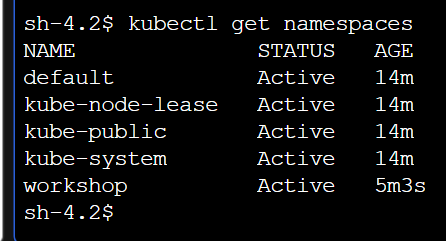 sh-4.2$ kubectl get namespaces
NAME              STATUS   AGE
default           Active   14m
kube-node-lease   Active   14m
kube-public       Active   14m
kube-system       Active   14m
workshop          Active   5m3s
sh-4.2$